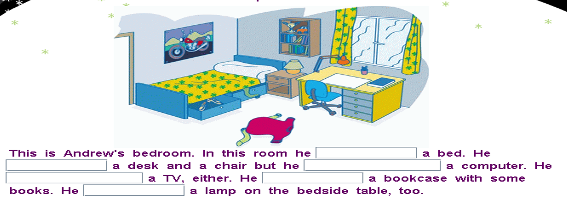 This is Andrew's bedroom. In this room he a bed. He
a desk and a chair but he a computer. He
a TV, either. He a bookcase with some
books. He a lamp on the bedside table, too.